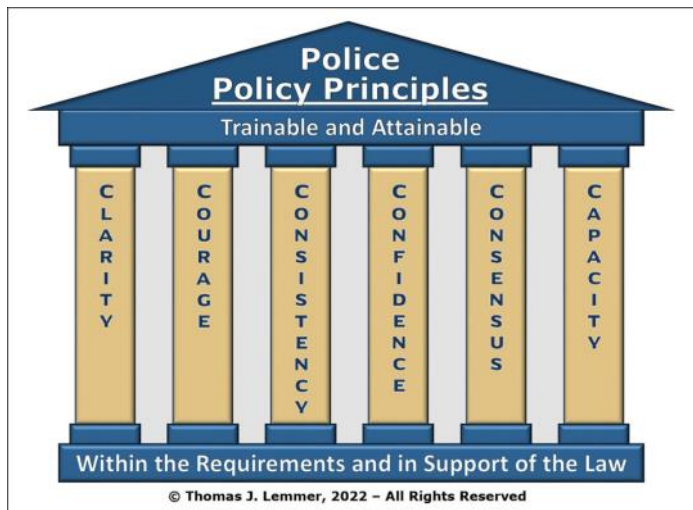 Police
Policy Principles
Trainable and Attainable
CLARITY
COURAGE
CONSISTENCY
CONFIDENCE
CONSENSUS
CAPACITY
Within the Requirements and in Support of the Law
© Thomas J. Lemmer, 2022 – All Rights Reserved